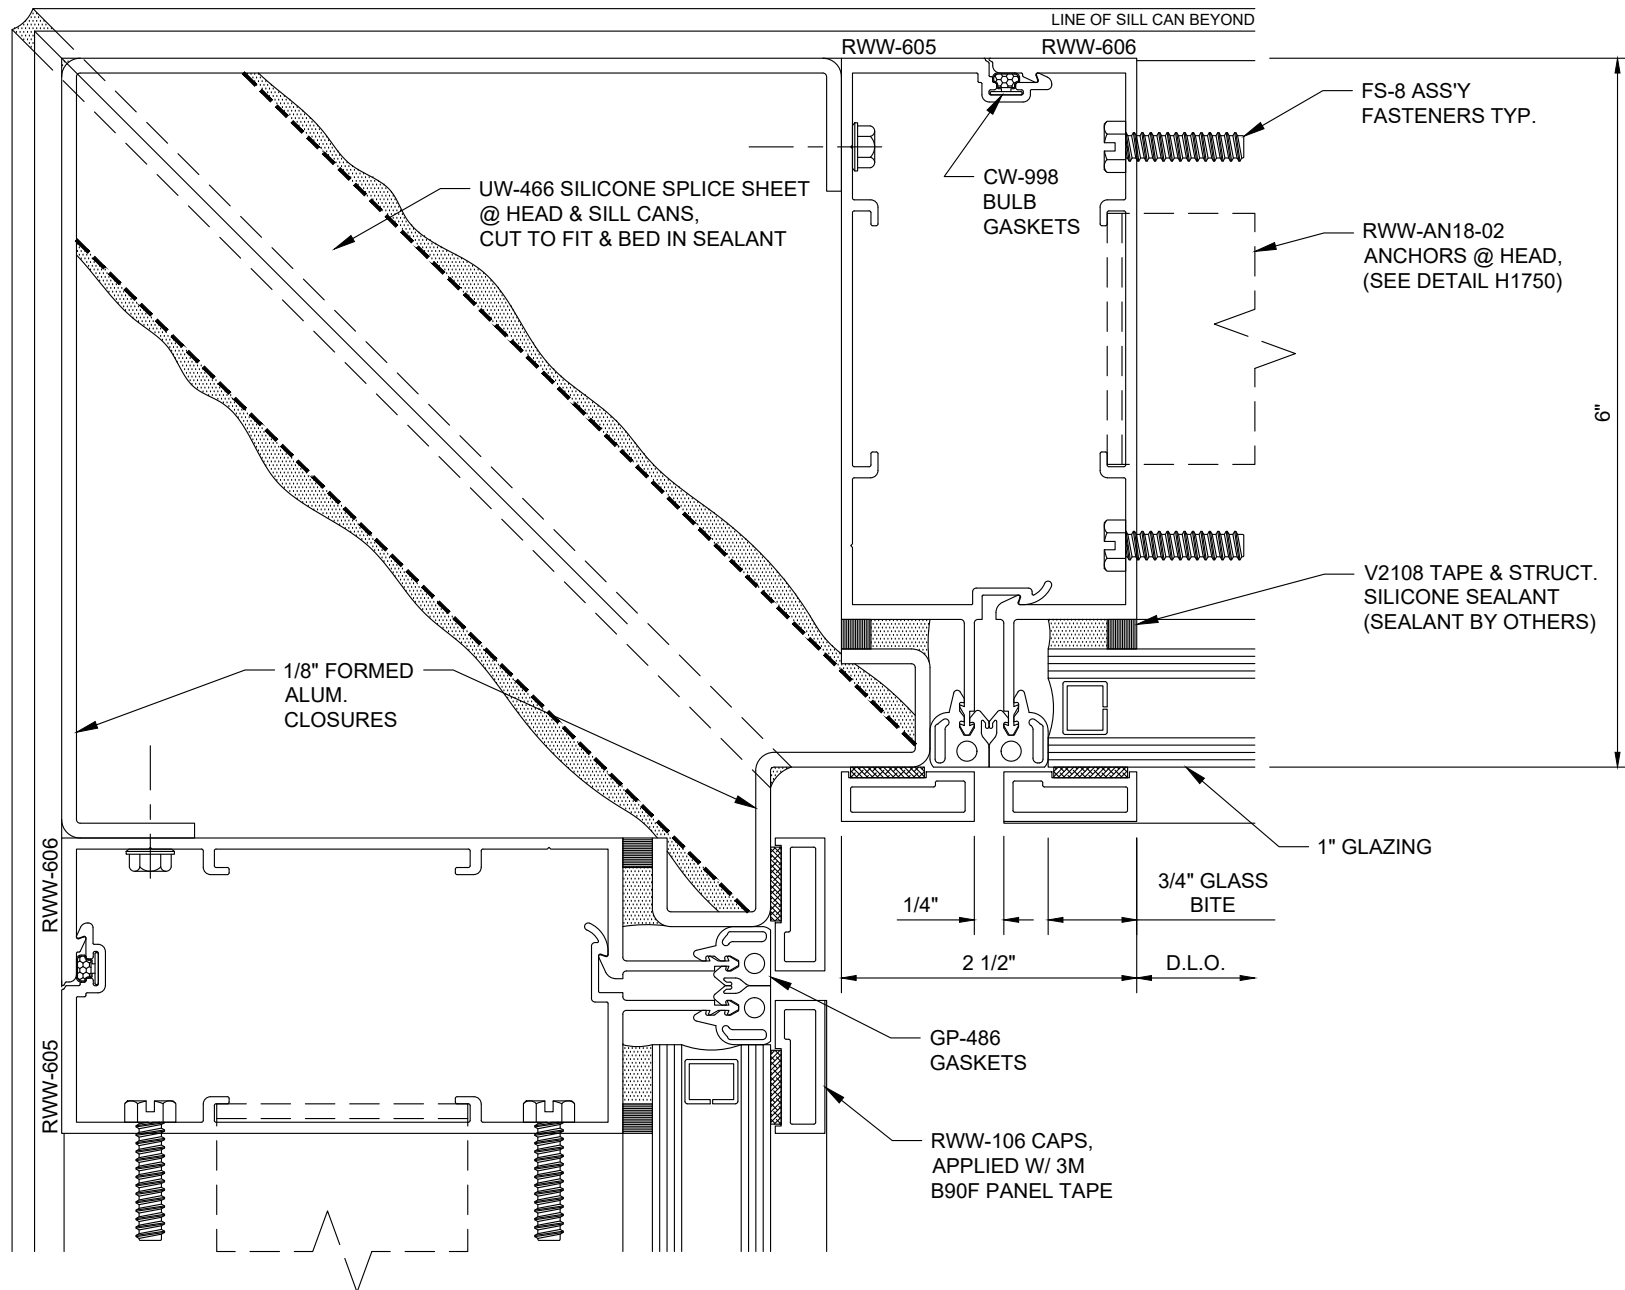 LINE OF SILL CAN BEYOND
RWW-605
RWW-606
FS-8 ASS'Y
FASTENERS TYP.
UW-466 SILICONE SPLICE SHEET
@ HEAD & SILL CANS,
CUT TO FIT & BED IN SEALANT
CW-998
BULB
GASKETS
RWW-AN18-02
ANCHORS @ HEAD,
(SEE DETAIL H1750)
6"
V2108 TAPE & STRUCT.
SILICONE SEALANT
(SEALANT BY OTHERS)
1/8" FORMED
ALUM.
CLOSURES
1" GLAZING
RWW-606
RWW-605
1/4"
3/4" GLASS
BITE
2 1/2"
D.L.O.
GP-486
GASKETS
RWW-106 CAPS,
APPLIED W/ 3M
B90F PANEL TAPE